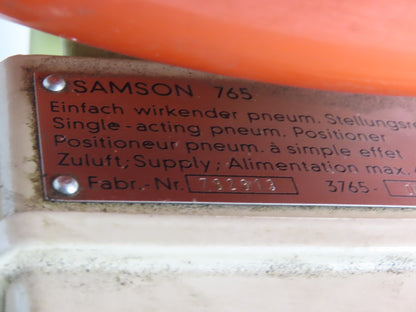 SAMSON 765
Einfach wirkender pneum. Stellungsre
Single-acting pneum. Positioner
Positionneur pneum. à simple effet
Zuluft; Supply; Alimentation max.
Fabr.-Nr. 3765-